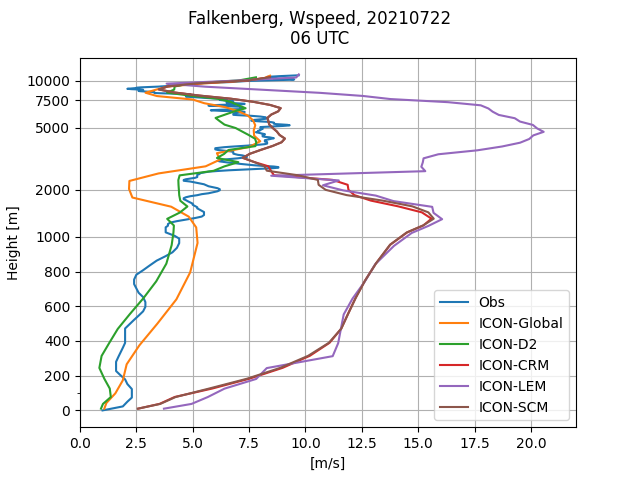 Falkenberg, Wspeed, 20210722
06 UTC
10000
7500
5000
2000
1000
800
600
400
200
0
Height [m]
0.0 2.5 5.0 7.5 10.0 12.5 15.0 17.5 20.0
[m/s]
Obs
ICON-Global
ICON-D2
ICON-CRM
ICON-LEM
ICON-SCM